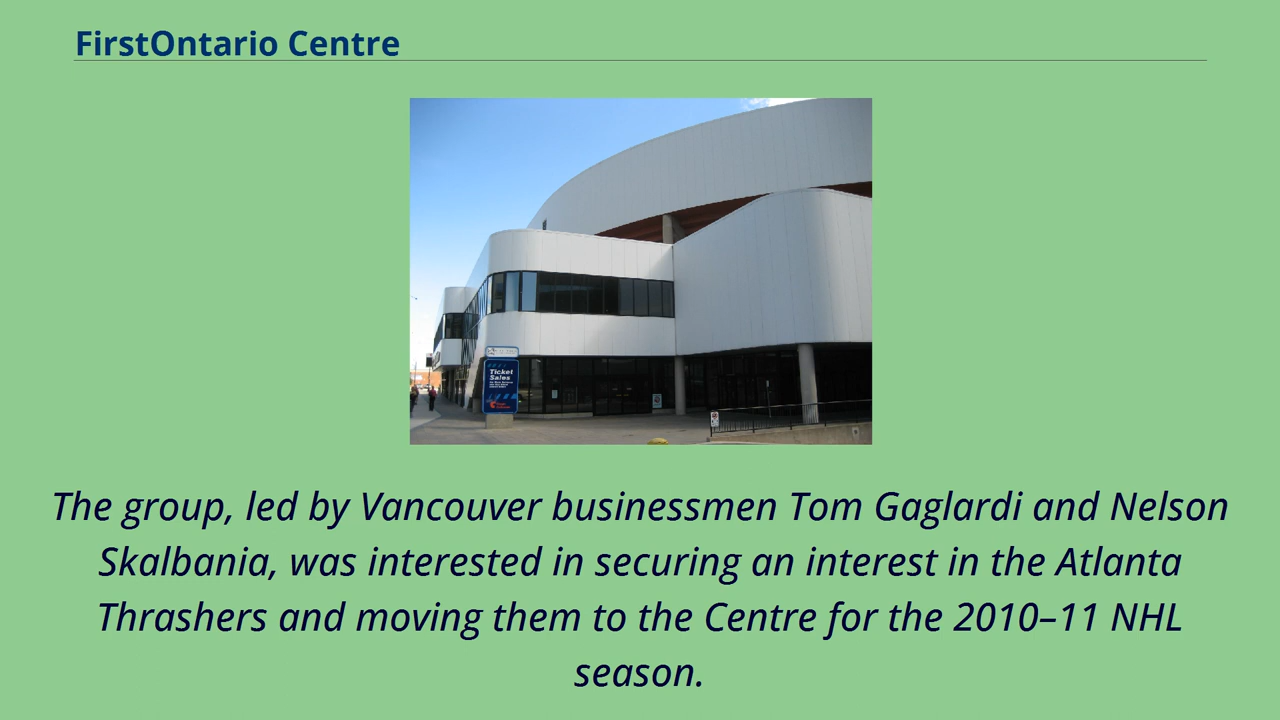 FirstOntario Centre
Ticket
Sales
The group, led by Vancouver businessmen Tom Gaglardi and Nelson
Skalbania, was interested in securing an interest in the Atlanta
Thrashers and moving them to the Centre for the 2010–11 NHL
season.